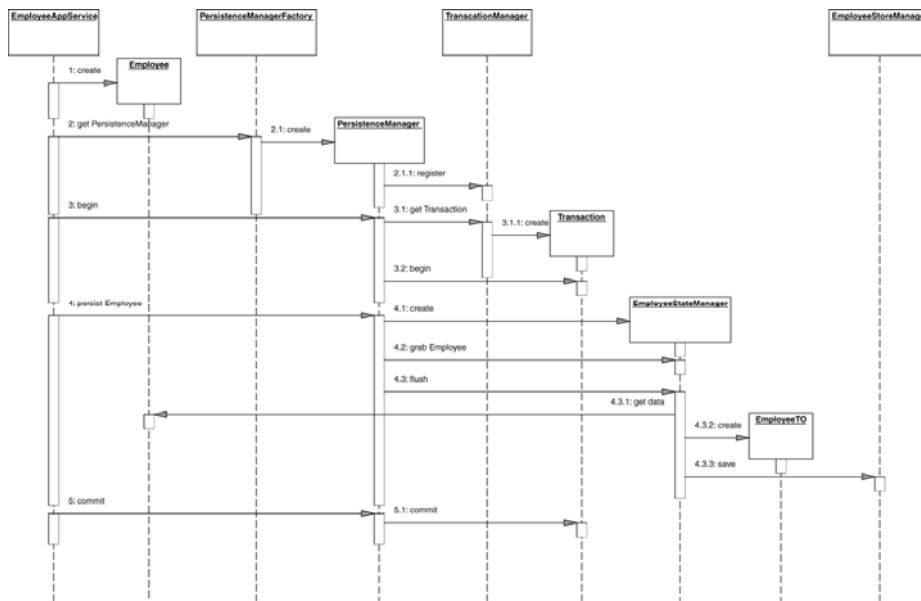 EmployeeAppService
PersistenceManagerFactory
TranscationManager
EmployeeStoreManage
Employee
1: create
2: get PersistenceManager
2.1: create
PersistenceManager
2.1.1: register
3: begin
3.1: get Transaction
3.1.1: create
Transaction
3.2: begin
4: persist Employee
4.1: create
EmployeeStateManager
4.2: grab Employee
4.3: flush
4.3.1: get data
4.3.2: create
EmployeeTO
4.3.3: save
5: commit
5.1: commit